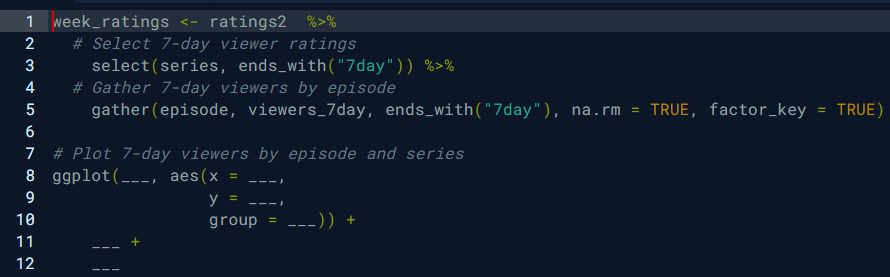 1 week_ratings <- ratings2  %>%
2   # Select 7-day viewer ratings
3     select(series, ends_with("7day")) %>%
4   # Gather 7-day viewers by episode
5     gather(episode, viewers_7day, ends_with("7day"), na.rm = TRUE, factor_key = TRUE)
6
7 # Plot 7-day viewers by episode and series
8 ggplot(___, aes(x = ___,
9                 y = ___,
10                 group = ___)) +
11     ___ +
12     ___